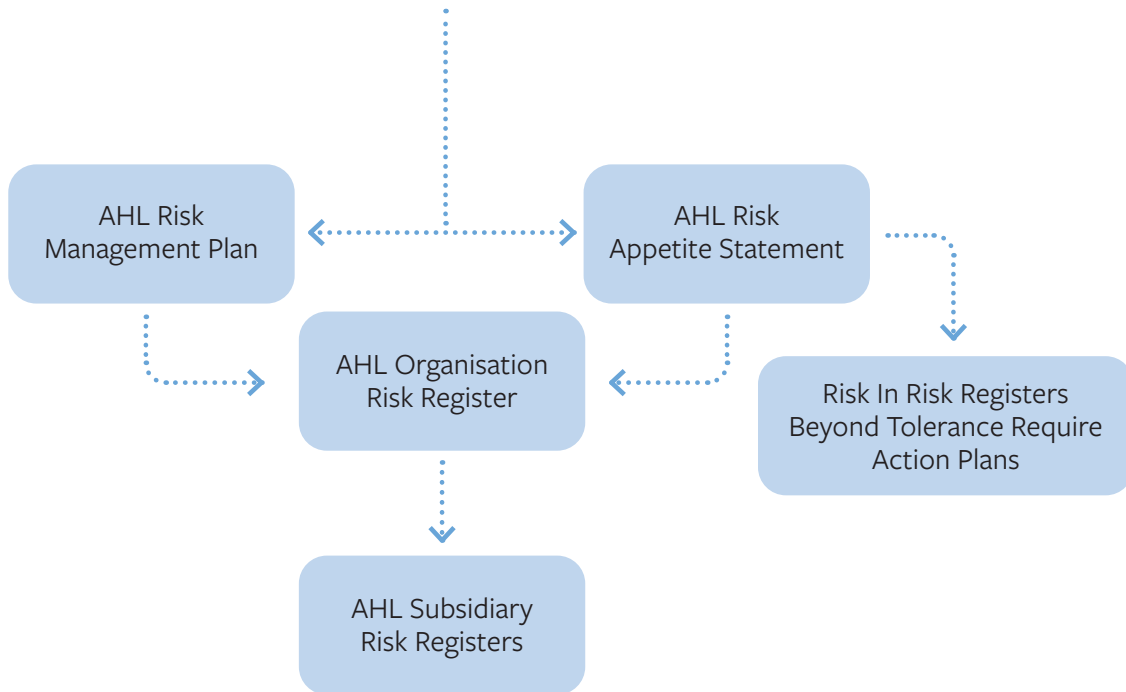 AHL Risk
Management Plan
AHL Risk
Appetite Statement
AHL Organisation
Risk Register
Risk In Risk Registers
Beyond Tolerance Require
Action Plans
AHL Subsidiary
Risk Registers